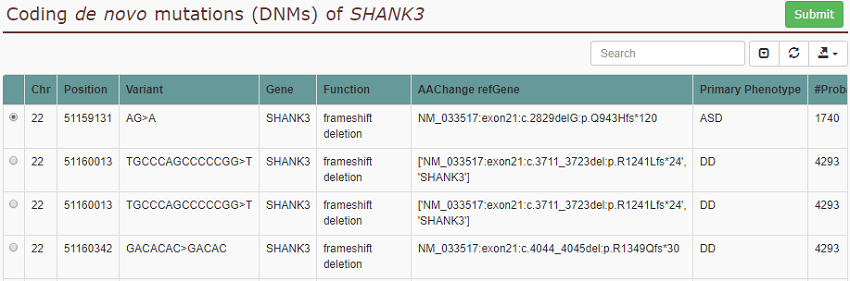 Coding de novo mutations (DNMs) of SHANK3
Submit
Search
Chr Position Variant Gene Function AAChange refGene Primary Phenotype #Proba
22 51159131 AG>A SHANK3 frameshift deletion NM_033517:exon21:c.2829delG:p.Q943Hfs*120 ASD 1740
22 51160013 TGCCCAGCCCCCGG>T SHANK3 frameshift deletion ['NM_033517:exon21:c.3711_3723del:p.R1241Lfs*24', 'SHANK3'] DD 4293
22 51160013 TGCCCAGCCCCCGG>T SHANK3 frameshift deletion ['NM_033517:exon21:c.3711_3723del:p.R1241Lfs*24', 'SHANK3'] DD 4293
22 51160342 GACACAC>GACAC SHANK3 frameshift deletion NM_033517:exon21:c.4044_4045del:p.R1349Qfs*30 DD 4293